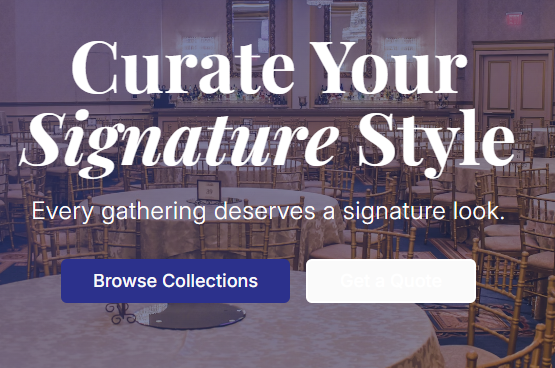 Curate Your
Signature Style
Every gathering deserves a signature look.
Browse Collections
Get a Quote